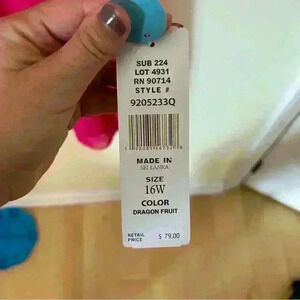 SUB 224
LOT 4931
RN 90714
STYLE #
9205233Q
MADE IN
SRI LANKA
SIZE
16W
COLOR
DRAGON FRUIT
RETAIL PRICE
$ 79.00